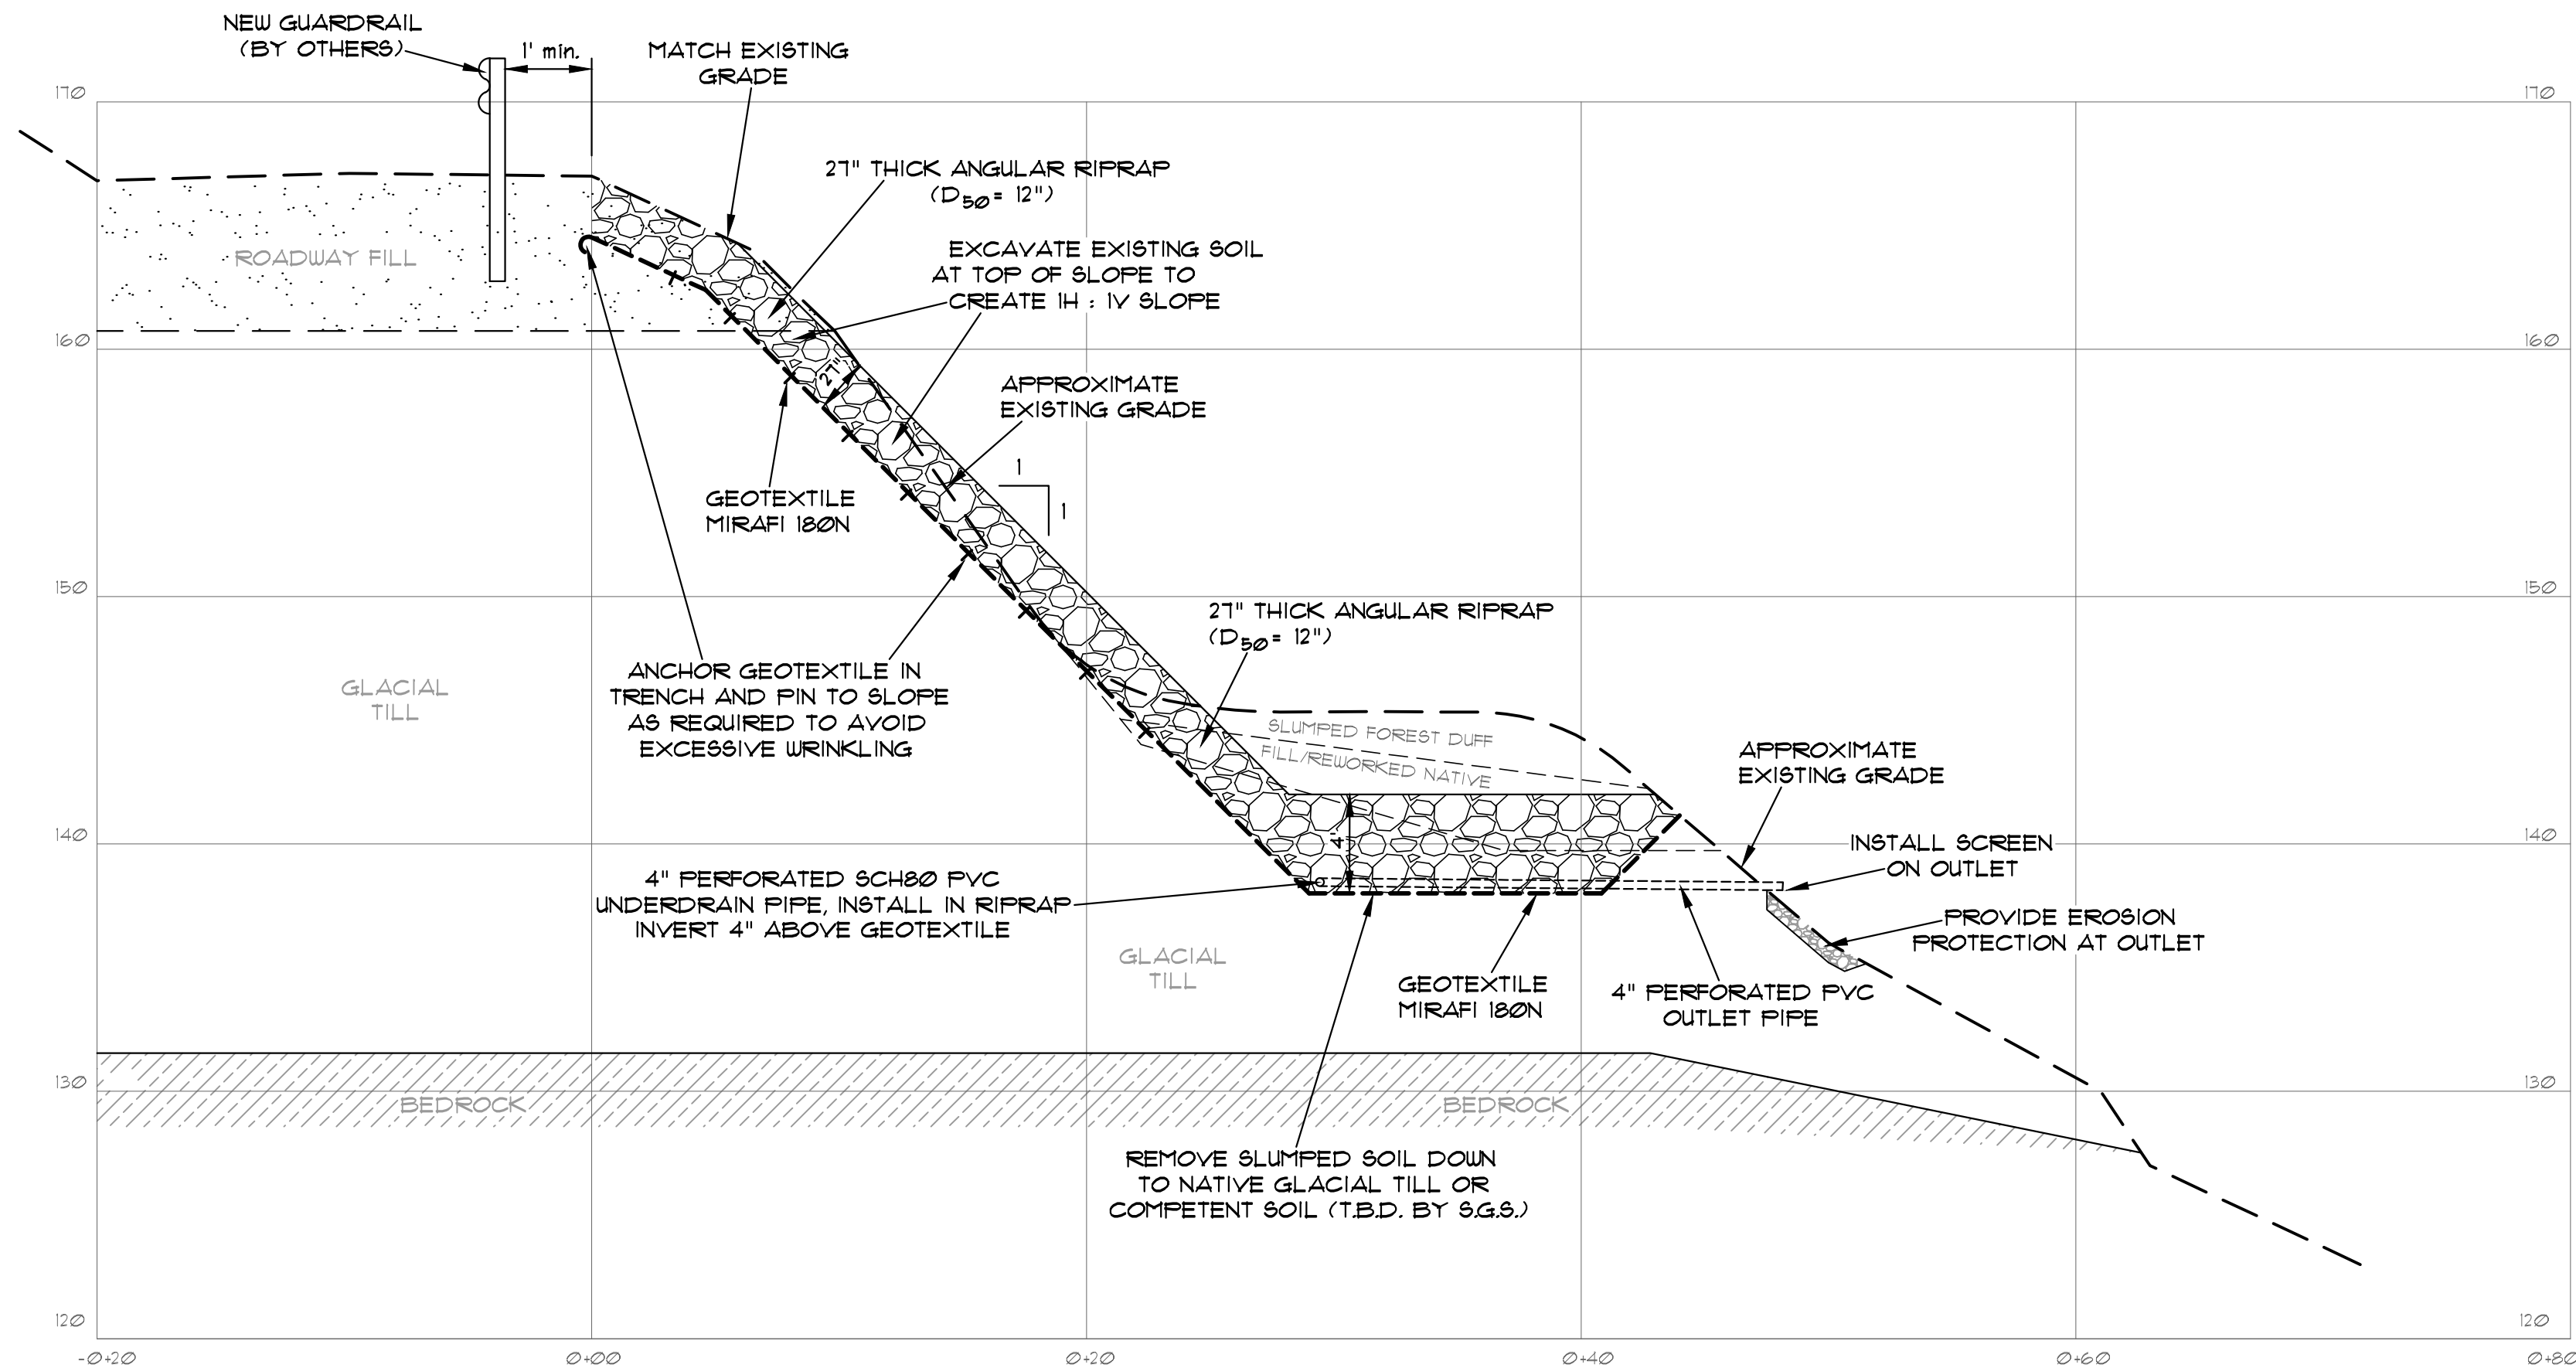 NEW GUARDRAIL
(BY OTHERS)
1' min.
MATCH EXISTING
GRADE
170
170
27" THICK ANGULAR RIPRAP
(D50= 12")
ROADWAY FILL
EXCAVATE EXISTING SOIL
AT TOP OF SLOPE TO
CREATE 1H : 1V SLOPE
160
160
27"
APPROXIMATE
EXISTING GRADE
1
1
GEOTEXTILE
MIRAFI 180N
150
150
27" THICK ANGULAR RIPRAP
(D50= 12")
ANCHOR GEOTEXTILE IN
TRENCH AND PIN TO SLOPE
AS REQUIRED TO AVOID
EXCESSIVE WRINKLING
GLACIAL
TILL
SLUMPED FOREST DUFF
FILL/REWORKED NATIVE
APPROXIMATE
EXISTING GRADE
140
140
4'
INSTALL SCREEN
ON OUTLET
4" PERFORATED SCH80 PVC
UNDERDRAIN PIPE, INSTALL IN RIPRAP
INVERT 4" ABOVE GEOTEXTILE
PROVIDE EROSION
PROTECTION AT OUTLET
GLACIAL
TILL
GEOTEXTILE
MIRAFI 180N
4" PERFORATED PVC
OUTLET PIPE
130
130
BEDROCK
BEDROCK
REMOVE SLUMPED SOIL DOWN
TO NATIVE GLACIAL TILL OR
COMPETENT SOIL (T.B.D. BY S.G.S.)
120
120
-0+20
0+00
0+20
0+40
0+60
0+80